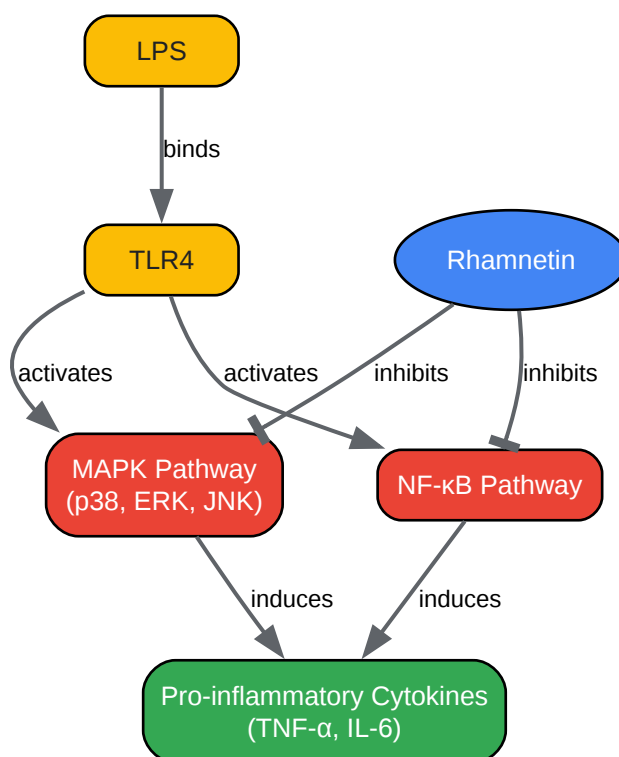 LPS
binds
TLR4
Rhamnetin
activates
activates
inhibits
inhibits
MAPK Pathway
(p38, ERK, JNK)
NF-κB Pathway
induces
induces
Pro-inflammatory Cytokines
(TNF-α, IL-6)